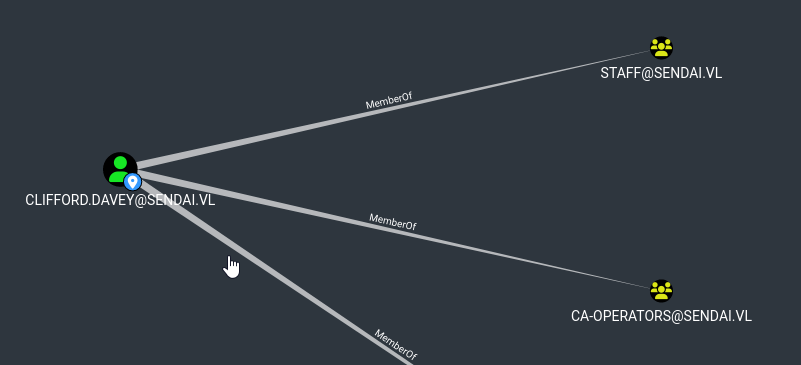 STAFF@SENDAI.VL
MemberOf
CLIFFORD.DAVEY@SENDAI.VL
MemberOf
CA-OPERATORS@SENDAI.VL
MemberOf